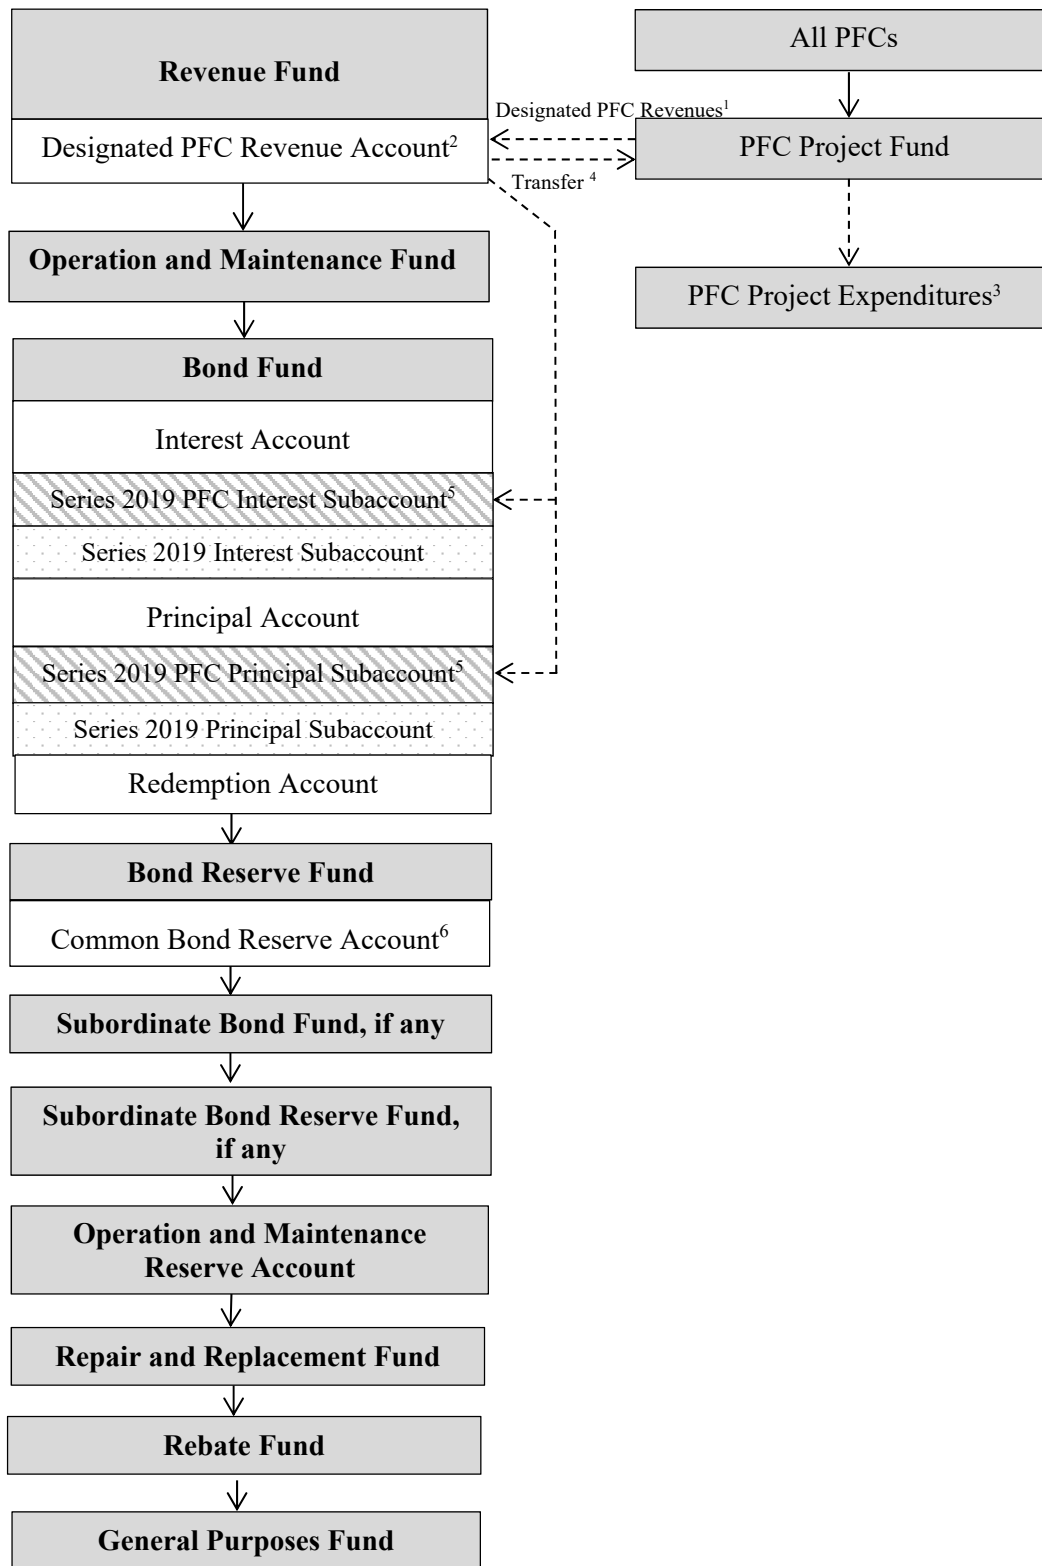 Revenue Fund
Designated PFC Revenue Account²
All PFCs
Designated PFC Revenues¹
Transfer ⁴
PFC Project Fund
PFC Project Expenditures³
Operation and Maintenance Fund
Bond Fund
Interest Account
Series 2019 PFC Interest Subaccount⁵
Series 2019 Interest Subaccount
Principal Account
Series 2019 PFC Principal Subaccount⁵
Series 2019 Principal Subaccount
Redemption Account
Bond Reserve Fund
Common Bond Reserve Account⁶
Subordinate Bond Fund, if any
Subordinate Bond Reserve Fund,
if any
Operation and Maintenance
Reserve Account
Repair and Replacement Fund
Rebate Fund
General Purposes Fund